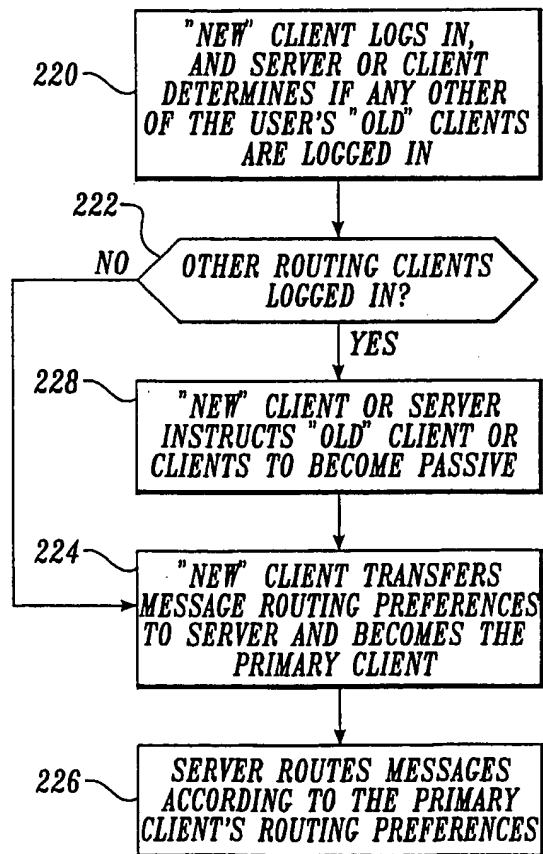 220
"NEW" CLIENT LOGS IN,
AND SERVER OR CLIENT
DETERMINES IF ANY OTHER
OF THE USER'S "OLD" CLIENTS
ARE LOGGED IN
222
NO
OTHER ROUTING CLIENTS
LOGGED IN?
YES
228
"NEW" CLIENT OR SERVER
INSTRUCTS "OLD" CLIENT OR
CLIENTS TO BECOME PASSIVE
224
"NEW" CLIENT TRANSFERS
MESSAGE ROUTING PREFERENCES
TO SERVER AND BECOMES THE
PRIMARY CLIENT
226
SERVER ROUTES MESSAGES
ACCORDING TO THE PRIMARY
CLIENT'S ROUTING PREFERENCES